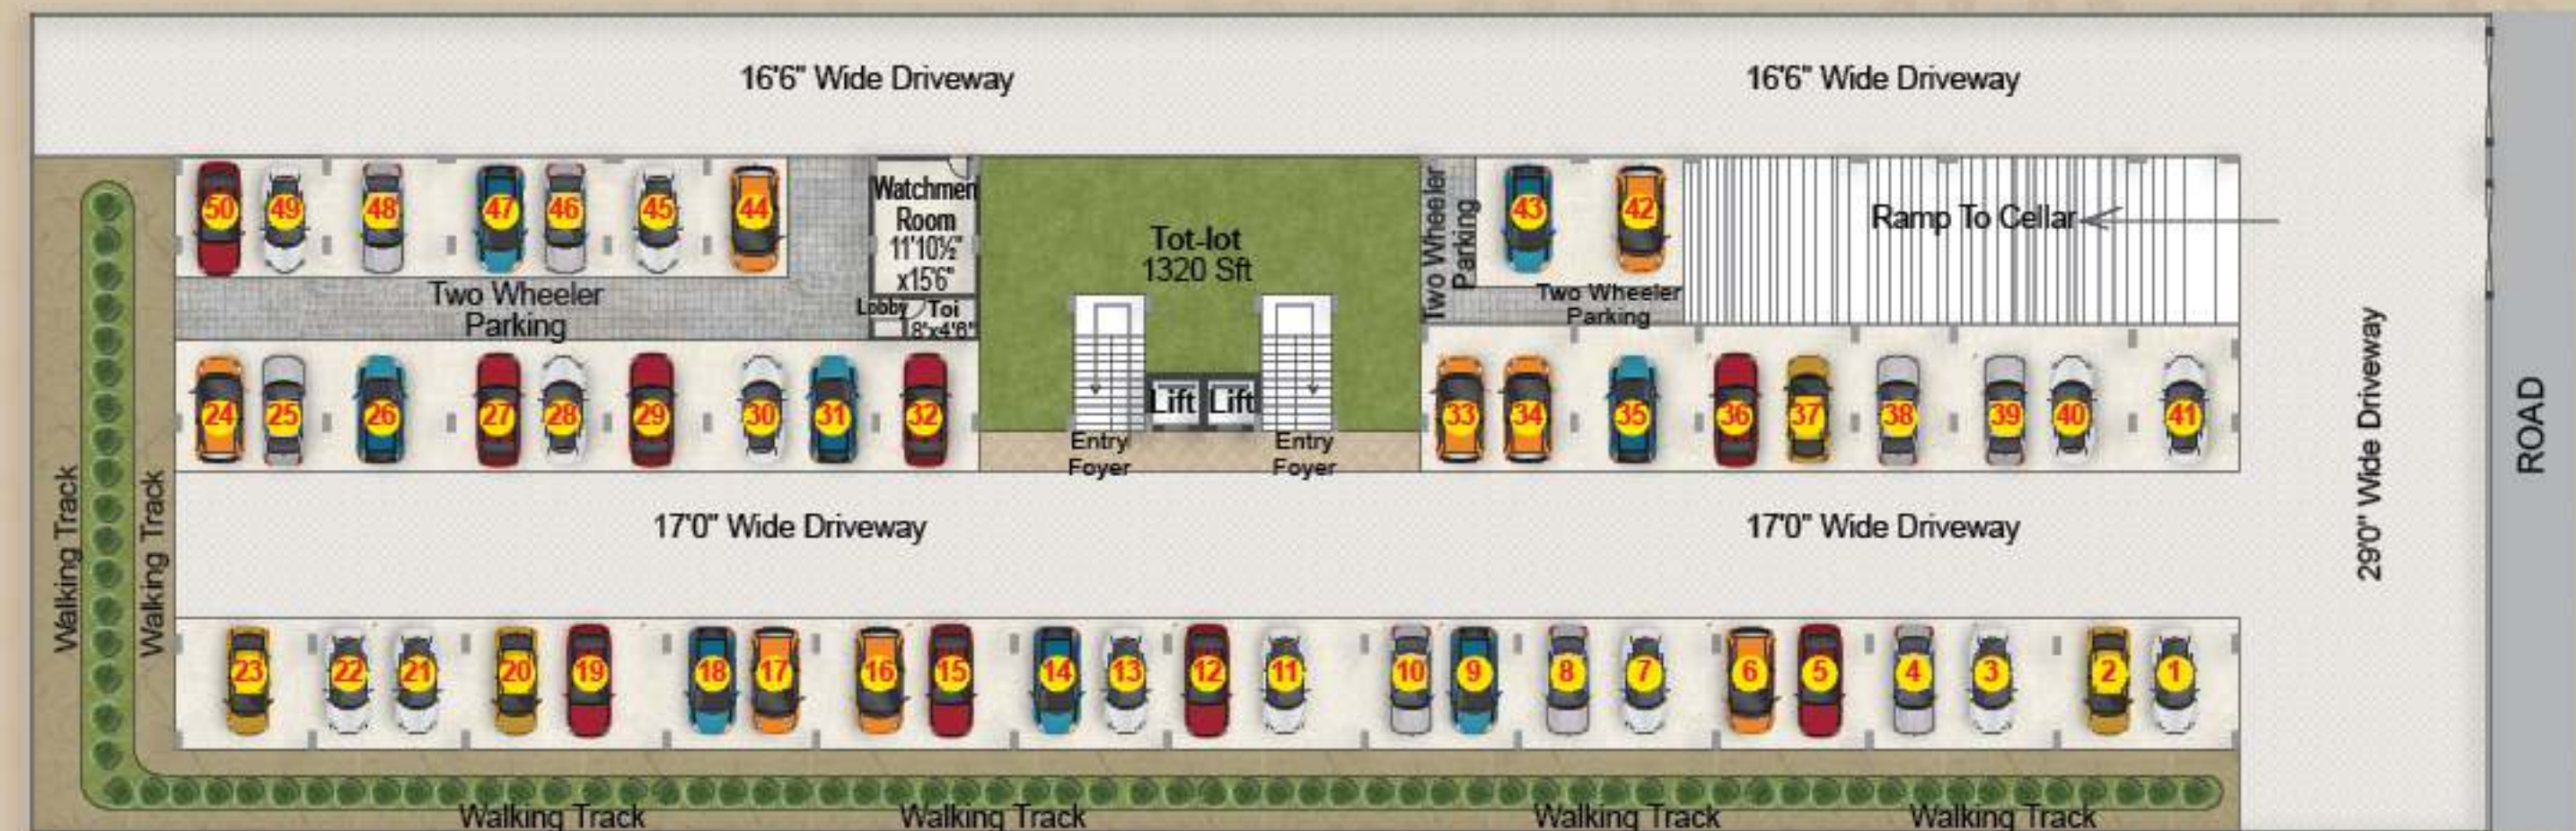 16'6" Wide Driveway
16'6" Wide Driveway
50 49 48 47 46 45 44
Watchmen
Room
11'10½"
x15'6"
Lobby Toi
8'x4'6"
Two Wheeler
Parking
Tot-lot
1320 Sft
Two Wheeler
Parking
43 42
Two Wheeler
Parking
Ramp To Cellar
24 25 26 27 28 29 30 31 32
Lift Lift
Entry
Foyer
Entry
Foyer
33 34 35 36 37 38 39 40 41
29'0" Wide Driveway
ROAD
Walking Track
Walking Track
17'0" Wide Driveway
17'0" Wide Driveway
23 22 21 20 19 18 17 16 15 14 13 12 11 10 9 8 7 6 5 4 3 2 1
Walking Track
Walking Track
Walking Track
Walking Track